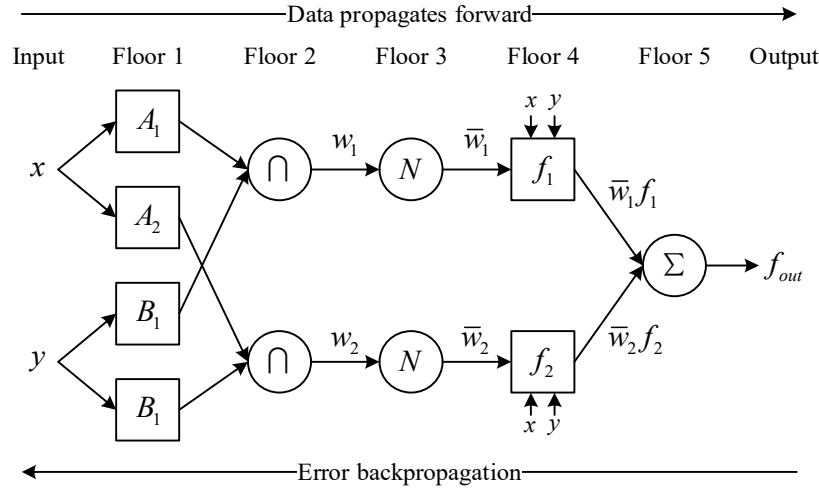 Data propagates forward
Input Floor 1 Floor 2 Floor 3 Floor 4 Floor 5 Output
x y
A₁
w₁ w̅₁
x ∩ N f₁
w̅₁f₁
A₂
Σ f_out
B₁
w₂ w̅₂ w̅₂f₂
y ∩ N f₂
B₁
x y
Error backpropagation